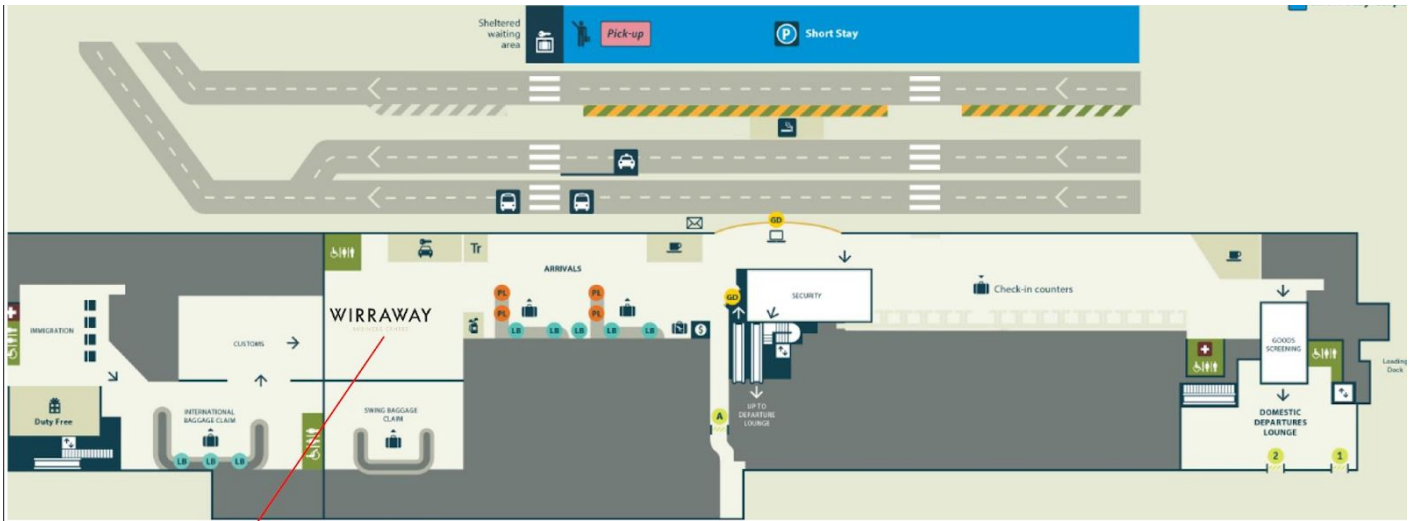 Sheltered
waiting
area
Pick-up
P
Short Stay
GD
Tr
ARRIVALS
PL
PL
PL
PL
LB
LB
LB
LB
LB
$
GD
SECURITY
Check-in counters
IMMIGRATION
CUSTOMS
WIRRAWAY
BUSINESS CENTRE
GOODS
SCREENING
Loading
Dock
Duty Free
INTERNATIONAL
BAGGAGE CLAIM
LB
LB
LB
SWING BAGGAGE
CLAIM
A
UP TO
DEPARTURE
LOUNGE
DOMESTIC
DEPARTURES
LOUNGE
2
1